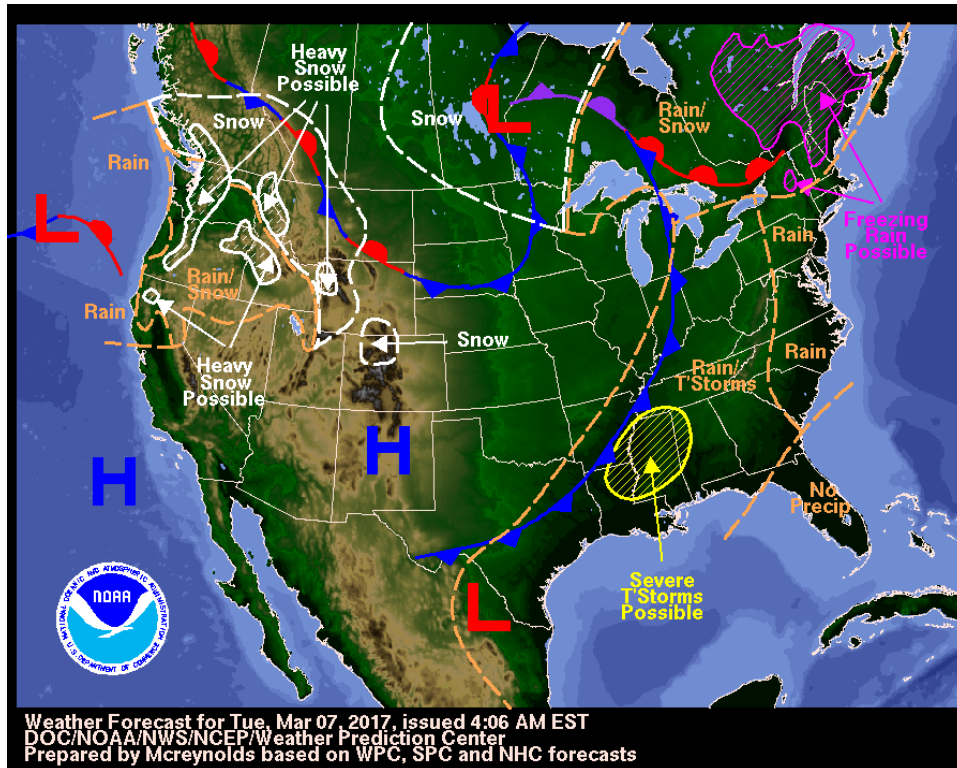 Heavy
Snow
Possible
Snow
Rain
L
L
Snow
Rain/
Snow
Freezing
Rain
Possible
Rain
Rain/
Snow
Rain
Snow
Heavy
Snow
Possible
Rain/
T'Storms
Rain
H
H
No
Precip
Severe
T'Storms
Possible
L
NATIONAL OCEANIC AND ATMOSPHERIC ADMINISTRATION
NOAA
U.S. DEPARTMENT OF COMMERCE
Weather Forecast for Tue, Mar 07, 2017, issued 4:06 AM EST
DOC/NOAA/NWS/NCEP/Weather Prediction Center
Prepared by Mcreynolds based on WPC, SPC and NHC forecasts